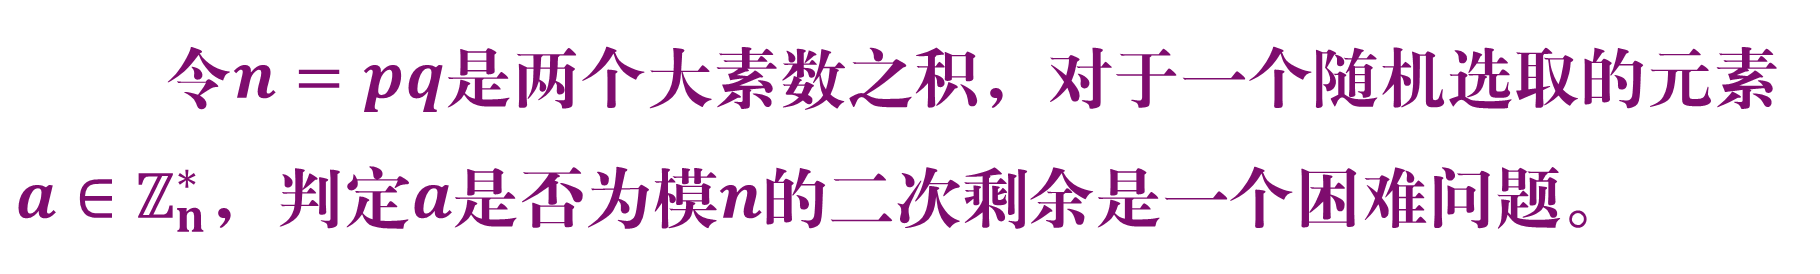 令n = pq是两个大素数之积，对于一个随机选取的元素
a ∈ ℤₙ*，判定a是否为模n的二次剩余是一个困难问题。